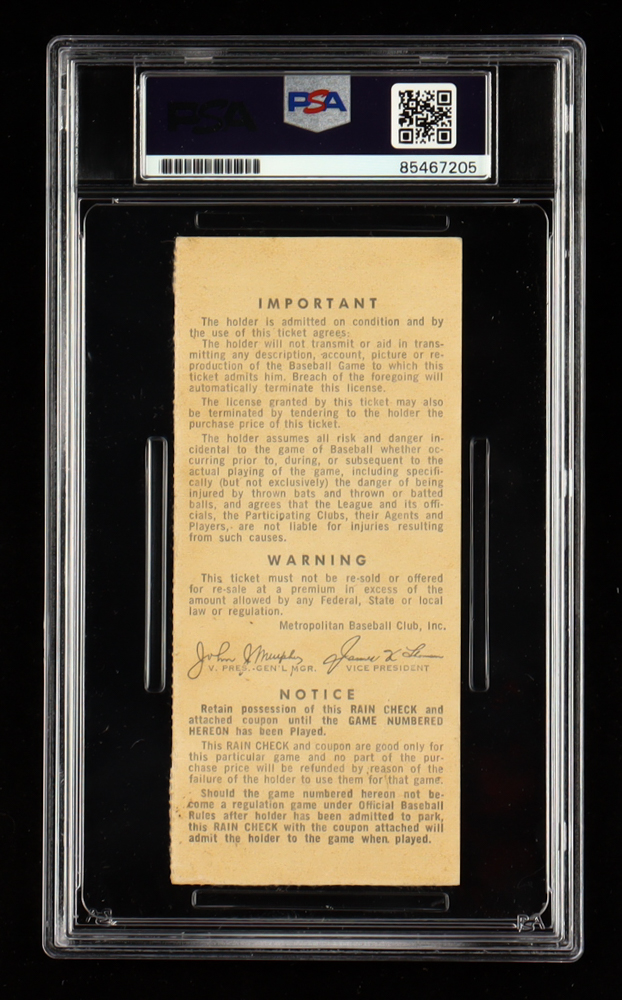 PSA
85467205
IMPORTANT
The holder is admitted on condition and by
the use of this ticket agrees:
The holder will not transmit or aid in trans-
mitting any description, account, picture or re-
production of the Baseball Game to which this
ticket admits him. Breach of the foregoing will
automatically terminate this license.
The license granted by this ticket may also
be terminated by tendering to the holder the
purchase price of this ticket.
The holder assumes all risk and danger in-
cidental to the game of Baseball whether oc-
curring prior to, during, or subsequent to the
actual playing of the game, including specifi-
cally (but not exclusively) the danger of being
injured by thrown bats and thrown or batted
balls, and agrees that the League and its offi-
cials, the Participating Clubs, their Agents and
Players, are not liable for injuries resulting
from such causes.
WARNING
This ticket must not be re-sold or offered
for re-sale at a premium in excess of the
amount allowed by any Federal, State or local
law or regulation.
Metropolitan Baseball Club, Inc.
John J Murphy James K
V. PRES.-GEN'L MGR. VICE PRESIDENT
NOTICE
Retain possession of this RAIN CHECK and
attached coupon until the GAME NUMBERED
HEREON has been Played.
This RAIN CHECK and coupon are good only for
this particular game and no part of the pur-
chase price will be refunded by reason of the
failure of the holder to use them for that game.
Should the game numbered hereon not be-
come a regulation game under Official Baseball
Rules after holder has been admitted to park,
this RAIN CHECK with the coupon attached will
admit the holder to the game when played.
PSA